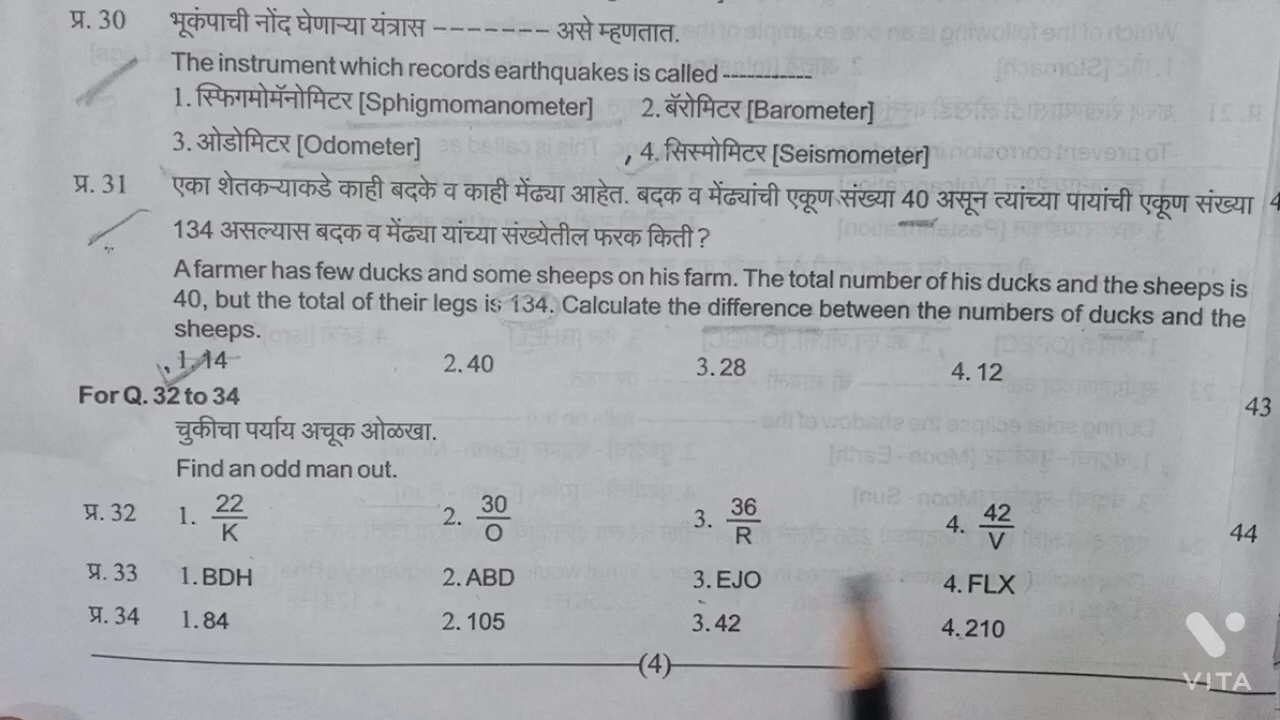 प्र. 30 भूकंपाची नोंद घेणाऱ्या यंत्रास -------- असे म्हणतात.
The instrument which records earthquakes is called -----------
1. स्फिगमोमॅनोमिटर [Sphigmomanometer] 2. बॅरोमिटर [Barometer]
3. ओडोमिटर [Odometer] 4. सिस्मोमिटर [Seismometer]
प्र. 31 एका शेतकऱ्याकडे काही बदके व काही मेंढ्या आहेत. बदक व मेंढ्यांची एकूण संख्या 40 असून त्यांच्या पायांची एकूण संख्या
134 असल्यास बदक व मेंढ्या यांच्या संख्येतील फरक किती?
A farmer has few ducks and some sheeps on his farm. The total number of his ducks and the sheeps is
40, but the total of their legs is 134. Calculate the difference between the numbers of ducks and the
sheeps.
1. 14 2. 40 3. 28 4. 12
For Q. 32 to 34
43
चुकीचा पर्याय अचूक ओळखा.
Find an odd man out.
प्र. 32 1. 22/K 2. 30/O 3. 36/R 4. 42/V
44
प्र. 33 1. BDH 2. ABD 3. EJO 4. FLX
प्र. 34 1. 84 2. 105 3. 42 4. 210
(4)
VITA